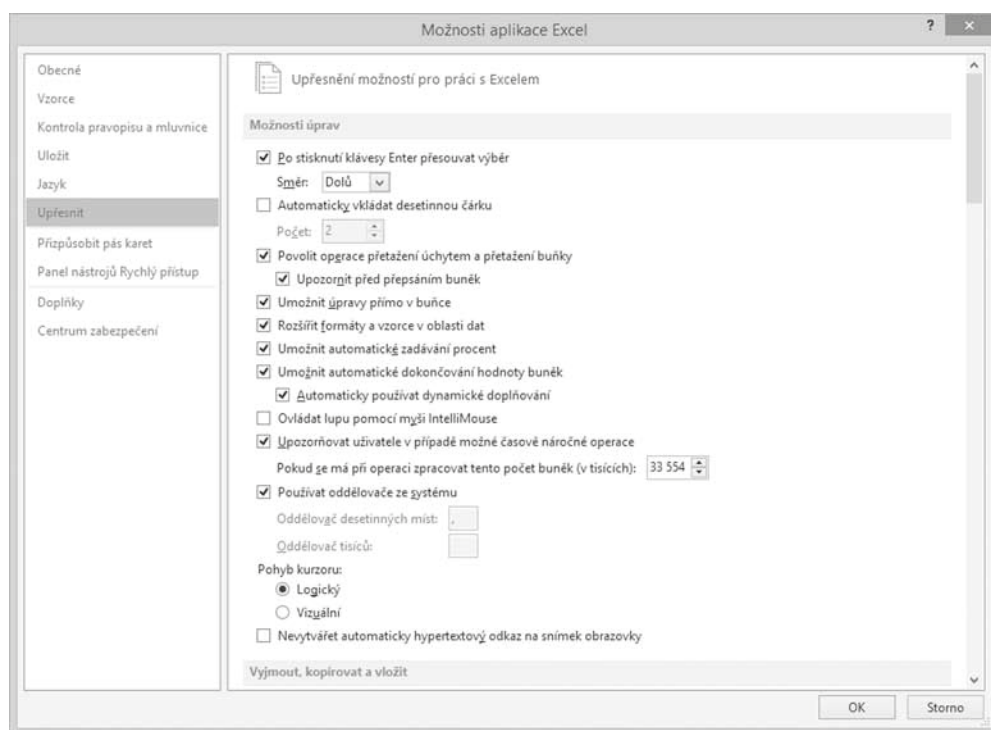 Možnosti aplikace Excel
?
Obecné
Vzorce
Kontrola pravopisu a mluvnice
Uložit
Jazyk
Upřesnit
Přizpůsobit pás karet
Panel nástrojů Rychlý přístup
Doplňky
Centrum zabezpečení
Upřesnění možností pro práci s Excelem
Možnosti úprav
Po stisknutí klávesy Enter přesouvat výběr
Směr: Dolů
Automaticky vkládat desetinnou čárku
Počet: 2
Povolit operace přetažení úchytem a přetažení buňky
Upozornit před přepsáním buněk
Umožnit úpravy přímo v buňce
Rozšířit formáty a vzorce v oblasti dat
Umožnit automatické zadávání procent
Umožnit automatické dokončování hodnoty buněk
Automaticky používat dynamické doplňování
Ovládat lupu pomocí myši IntelliMouse
Upozorňovat uživatele v případě možné časově náročné operace
Pokud se má při operaci zpracovat tento počet buněk (v tisících): 33 554
Používat oddělovače ze systému
Oddělovač desetinných míst: ,
Oddělovač tisíců:
Pohyb kurzoru:
Logický
Vizuální
Nevytvářet automaticky hypertextový odkaz na snímek obrazovky
Vyjmout, kopírovat a vložit
OK
Storno